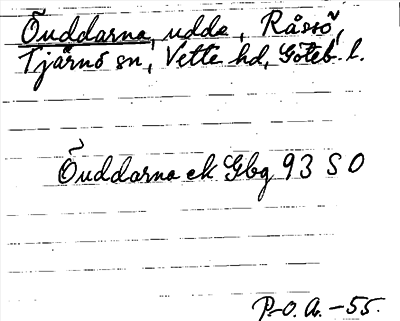 Öuddarna, udde, Råssö,
Tjärnö sn, Vette hd, Göteb. l.
Öuddarna ek Gbg 93 S O
P-O. A. -55.